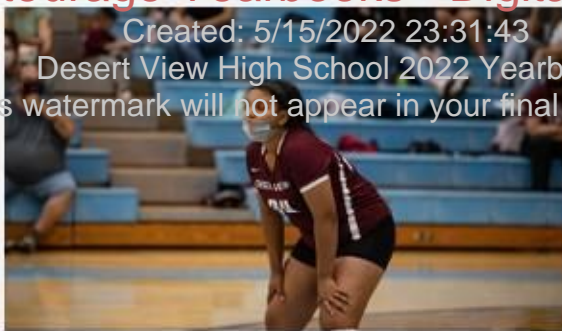 Created: 5/15/2022 23:31:43
Desert View High School 2022 Yearb
s watermark will not appear in your final